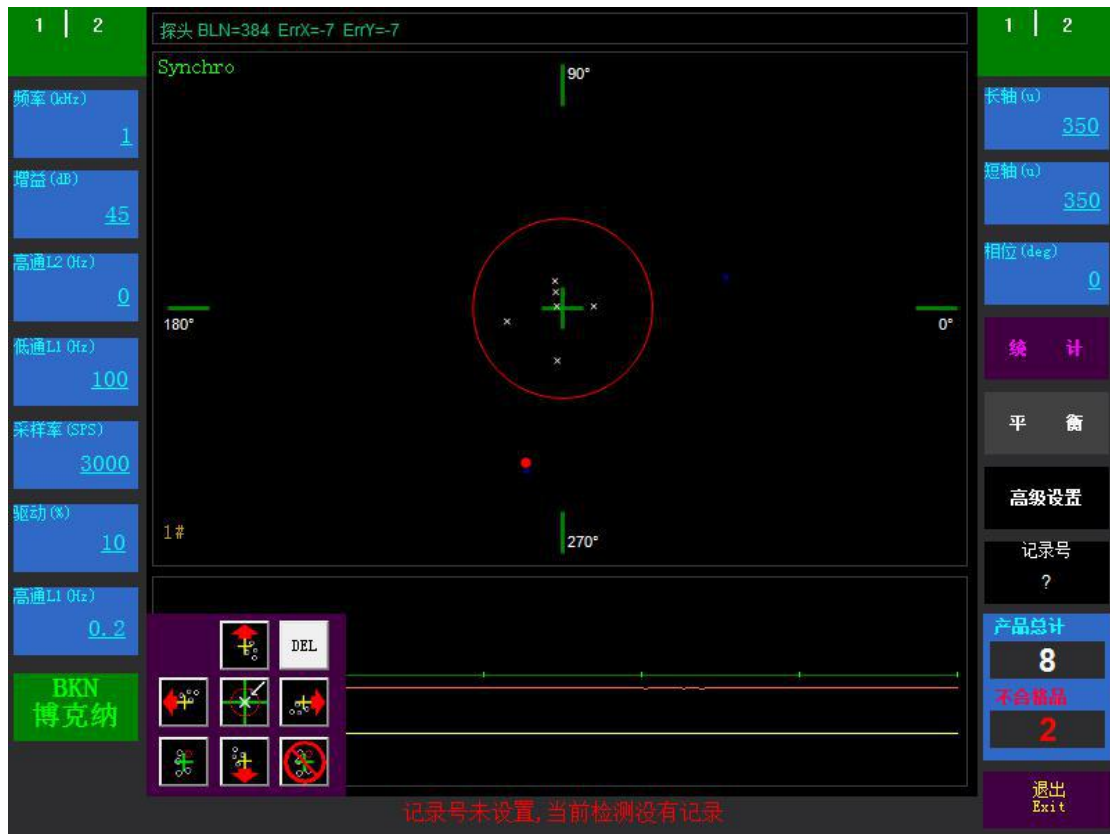 1 | 2
探头 BLN=384 ErrX=-7 ErrY=-7
1 | 2
Synchro
90°
180°
0°
270°
1#
频率(kHz)
1
增益(dB)
45
高通L2(Hz)
0
低通L1(Hz)
100
采样率(SPS)
3000
驱动(%)
10
高通L1(Hz)
0.2
BKN
博克纳
DEL
长轴(u)
350
短轴(u)
350
相位(deg)
0
统 计
平 衡
高级设置
记录号
?
产品总计
8
不合格品
2
退出
Exit
记录号未设置,当前检测没有记录